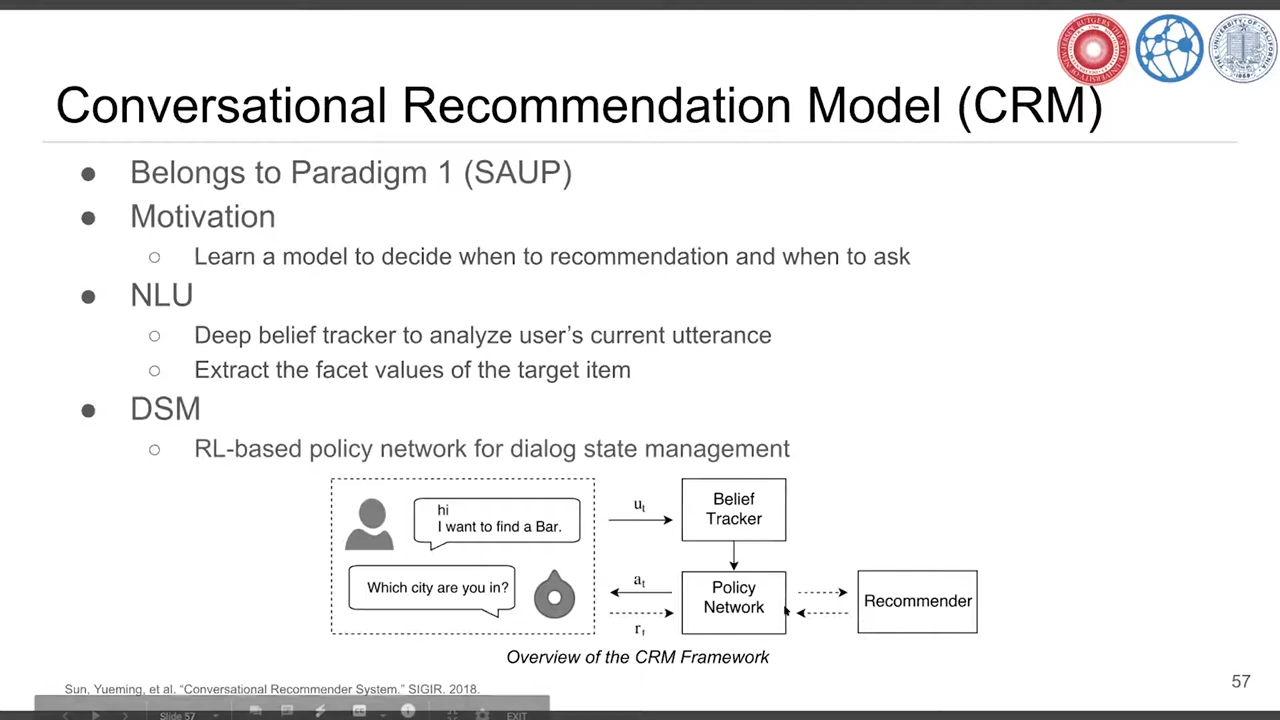 Conversational Recommendation Model (CRM)
● Belongs to Paradigm 1 (SAUP)
● Motivation
○ Learn a model to decide when to recommendation and when to ask
● NLU
○ Deep belief tracker to analyze user's current utterance
○ Extract the facet values of the target item
● DSM
○ RL-based policy network for dialog state management
hi
I want to find a Bar.
Which city are you in?
uₜ
aₜ
rₜ
Belief
Tracker
Policy
Network
Recommender
Overview of the CRM Framework
Sun, Yueming, et al. "Conversational Recommender System." SIGIR. 2018.
57
Slide 57
EXIT